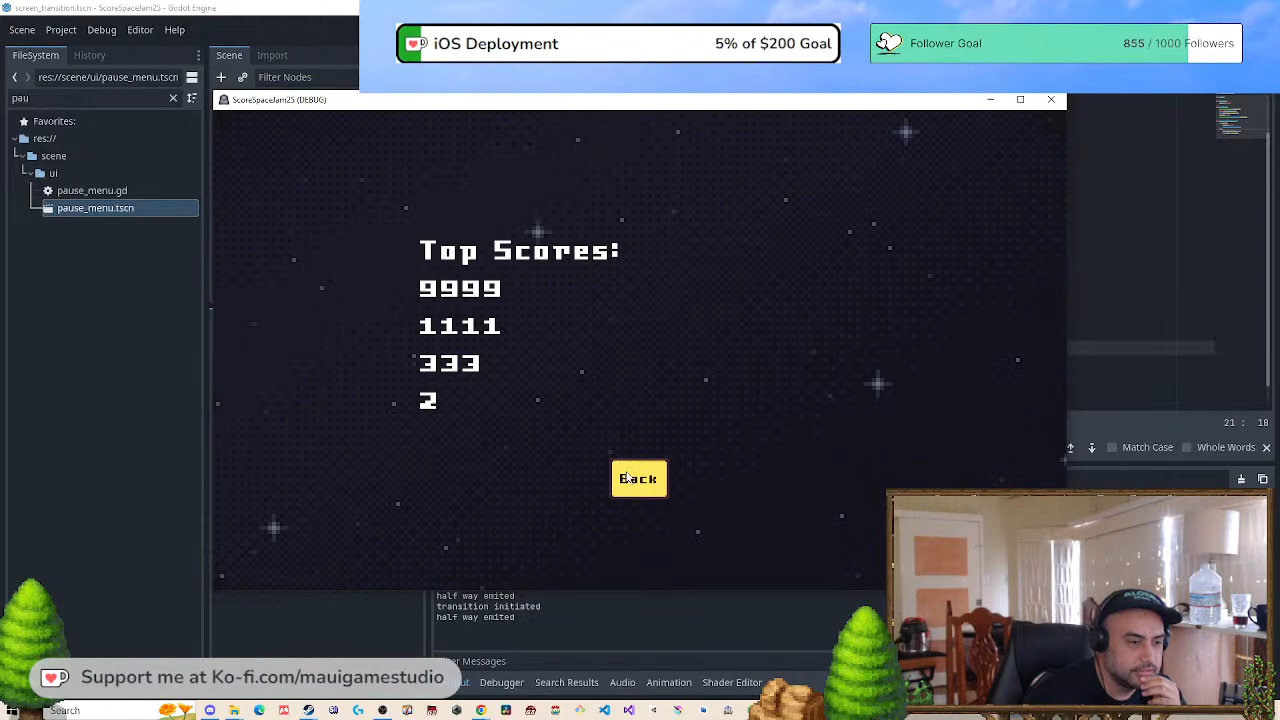 screen_transition.tscn - ScoreSpaceJam25 - Godot Engine
Scene Project Debug Editor Help
iOS Deployment 5% of $200 Goal
Follower Goal 855 / 1000 Followers
FileSystem History
Scene Import
res://scene/ui/pause_menu.tscn
Filter Nodes
pau
Favorites:
res://
scene
ui
pause_menu.gd
pause_menu.tscn
ScoreSpaceJam25 (DEBUG)
Top Scores:
9999
1111
333
2
Back
21 : 10
Match Case Whole Words
half way emited
transition initiated
half way emited
Filter Messages
Debugger Search Results Audio Animation Shader Editor
Support me at Ko-fi.com/mauigamestudio
Search